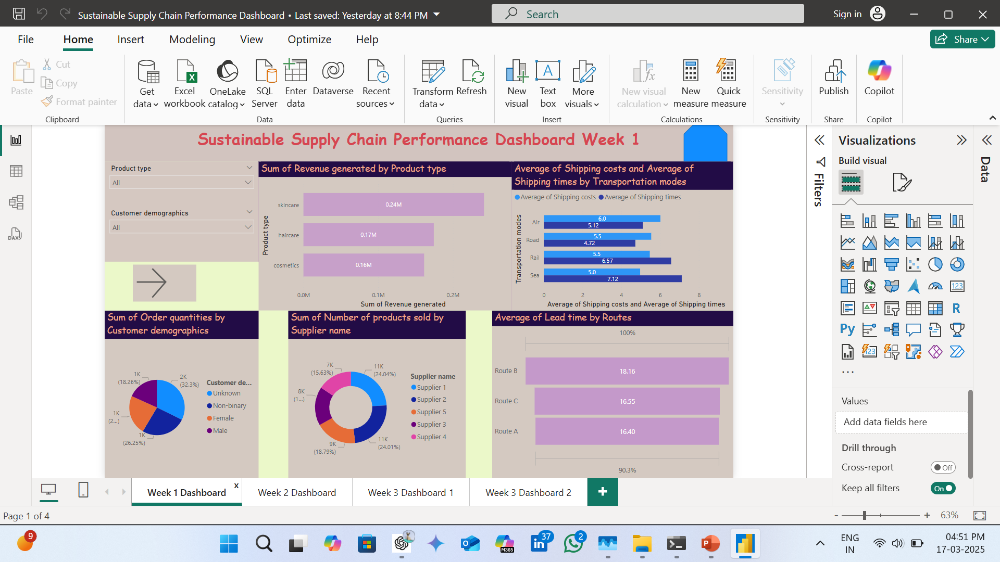 Sustainable Supply Chain Performance Dashboard • Last saved: Yesterday at 8:44 PM
Search
Sign in
File
Home
Insert
Modeling
View
Optimize
Help
Share
Paste
Cut
Copy
Format painter
Get data
Excel workbook
OneLake catalog
SQL Server
Enter data
Dataverse
Recent sources
Transform data
Refresh
New visual
Text box
More visuals
New visual calculation
New measure
Quick measure
Sensitivity
Publish
Copilot
Clipboard
Data
Queries
Insert
Calculations
Sensitivity
Share
Copilot
DAX
Sustainable Supply Chain Performance Dashboard Week 1
Product type
All
Customer demographics
All
Sum of Revenue generated by Product type
Product type
skincare
0.24M
haircare
0.17M
cosmetics
0.16M
0.0M
0.1M
0.2M
Sum of Revenue generated
Average of Shipping costs and Average of
Shipping times by Transportation modes
Average of Shipping costs
Average of Shipping times
Transportation modes
Air
6.0
5.12
Road
5.5
4.72
Rail
5.5
6.57
Sea
5.0
7.12
0
2
4
6
8
Average of Shipping costs and Average of Shipping times
Sum of Order quantities by
Customer demographics
1K
(18.26%)
2K
(32.3%)
1K
(2...)
1K
(26.25%)
Customer de...
Unknown
Non-binary
Female
Male
Sum of Number of products sold by
Supplier name
7K
(15.63%)
11K
(24.04%)
8K
(1...)
9K
(18.79%)
11K
(24.01%)
Supplier name
Supplier 1
Supplier 2
Supplier 5
Supplier 3
Supplier 4
Average of Lead time by Routes
100%
Route B
18.16
Route C
16.55
Route A
16.40
90.3%
Filters
Visualizations
Build visual
123
R
Py
123
...
Values
Add data fields here
Drill through
Cross-report
Off
Keep all filters
On
Data
Week 1 Dashboard
x
Week 2 Dashboard
Week 3 Dashboard 1
Week 3 Dashboard 2
+
Page 1 of 4
-
+
63%
9
M365
37
in
2
P
ENG
IN
04:51 PM
17-03-2025